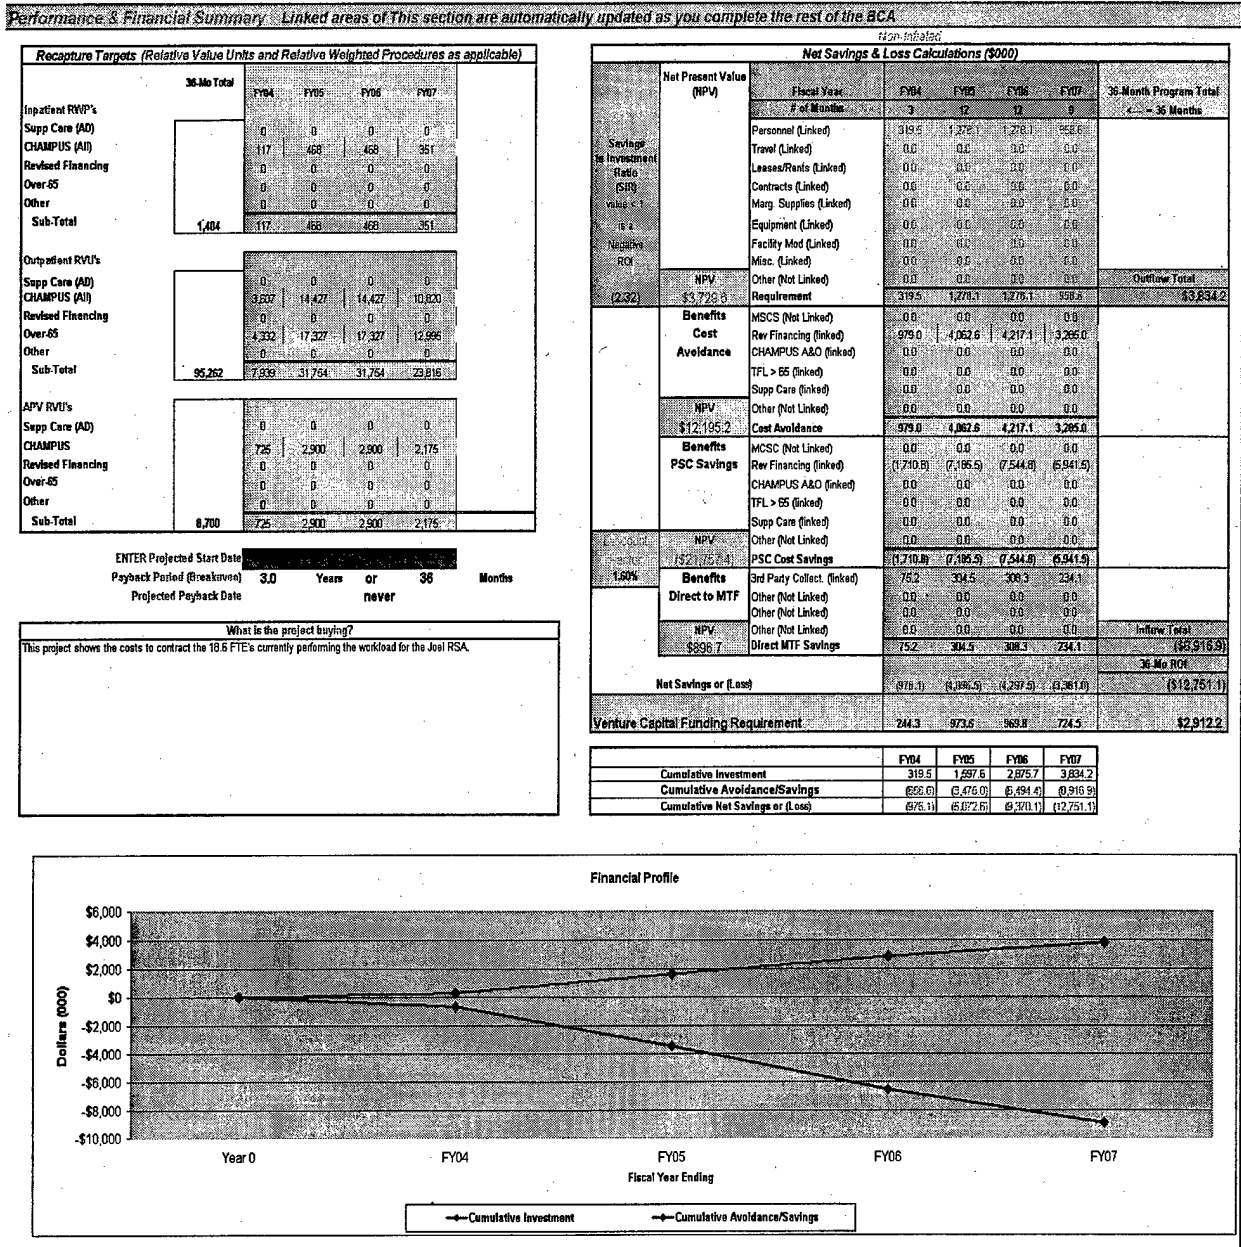 Performance & Financial Summary Linked areas of This section are automatically updated as you complete the rest of the BCA
Non-Inflated
Recapture Targets (Relative Value Units and Relative Weighted Procedures as applicable)
36-Mo Total FY04 FY05 FY06 FY07
Inpatient RWP's
Supp Care (AD) 0 0 0 0
CHAMPUS (All) 117 468 468 351
Revised Financing 0 0 0 0
Over-65 0 0 0 0
Other 0 0 0 0
Sub-Total 1,404 117 468 468 351
Outpatient RVU's
Supp Care (AD) 0 0 0 0
CHAMPUS (All) 3,607 14,427 14,427 10,820
Revised Financing 0 0 0 0
Over-65 4,332 17,327 17,327 12,995
Other 0 0 0 0
Sub-Total 95,262 7,939 31,754 31,754 23,816
APV RVU's
Supp Care (AD) 0 0 0 0
CHAMPUS 725 2,900 2,900 2,175
Revised Financing 0 0 0 0
Over-65 0 0 0 0
Other 0 0 0 0
Sub-Total 8,700 725 2,900 2,900 2,175
ENTER Projected Start Date
Payback Period (Breakeven) 3.0 Years or 36 Months
Projected Payback Date never
What is the project buying?
This project shows the costs to contract the 18.6 FTE's currently performing the workload for the Joel RSA.
Net Savings & Loss Calculations ($000)
Savings to Investment Ratio (SIR) value < 1 is a Negative ROI
(2.32)
Net Present Value (NPV) Fiscal Year FY04 FY05 FY06 FY07 36-Month Program Total
# of Months 3 12 12 9 <---- 36 Months
Personnel (Linked) 319.5 1,278.1 1,278.1 958.6
Travel (Linked) 0.0 0.0 0.0 0.0
Leases/Rents (Linked) 0.0 0.0 0.0 0.0
Contracts (Linked) 0.0 0.0 0.0 0.0
Marg. Supplies (Linked) 0.0 0.0 0.0 0.0
Equipment (Linked) 0.0 0.0 0.0 0.0
Facility Mod (Linked) 0.0 0.0 0.0 0.0
Misc. (Linked) 0.0 0.0 0.0 0.0
NPV Other (Not Linked) 0.0 0.0 0.0 0.0 Outflow Total
$3,729.6 Requirement 319.5 1,278.1 1,278.1 958.6 $3,834.2
Benefits MSCS (Not Linked) 0.0 0.0 0.0 0.0
Cost Rev Financing (linked) 979.0 4,062.6 4,217.1 3,285.0
Avoidance CHAMPUS A&O (linked) 0.0 0.0 0.0 0.0
TFL > 65 (linked) 0.0 0.0 0.0 0.0
Supp Care (linked) 0.0 0.0 0.0 0.0
NPV Other (Not Linked) 0.0 0.0 0.0 0.0
$12,195.2 Cost Avoidance 979.0 4,062.6 4,217.1 3,285.0
Benefits MCSC (Not Linked) 0.0 0.0 0.0 0.0
PSC Savings Rev Financing (linked) (1,710.8) (7,185.5) (7,544.8) (5,941.5)
CHAMPUS A&O (linked) 0.0 0.0 0.0 0.0
TFL > 65 (linked) 0.0 0.0 0.0 0.0
Supp Care (linked) 0.0 0.0 0.0 0.0
NPV Other (Not Linked) 0.0 0.0 0.0 0.0
PSC Cost Savings (1,710.8) (7,185.5) (7,544.8) (5,941.5)
1.60% Benefits 3rd Party Collect. (linked) 75.2 304.5 308.3 234.1
Direct to MTF Other (Not Linked) 0.0 0.0 0.0 0.0
Other (Not Linked) 0.0 0.0 0.0 0.0
NPV Other (Not Linked) 0.0 0.0 0.0 0.0 Inflow Total
$896.7 Direct MTF Savings 75.2 304.5 308.3 234.1 ($8,916.9)
36-Mo ROI
Net Savings or (Loss) (976.1) (4,096.5) (4,297.5) (3,381.0) ($12,751.1)
Venture Capital Funding Requirement 244.3 973.6 969.8 724.5 $2,912.2
FY04 FY05 FY06 FY07
Cumulative Investment 319.5 1,597.6 2,875.7 3,834.2
Cumulative Avoidance/Savings (656.6) (3,475.0) (6,494.4) (8,916.9)
Cumulative Net Savings or (Loss) (976.1) (5,072.6) (9,370.1) (12,751.1)
Financial Profile
Dollars (000)
$6,000
$4,000
$2,000
$0
-$2,000
-$4,000
-$6,000
-$8,000
-$10,000
Year 0 FY04 FY05 FY06 FY07
Fiscal Year Ending
Cumulative Investment Cumulative Avoidance/Savings